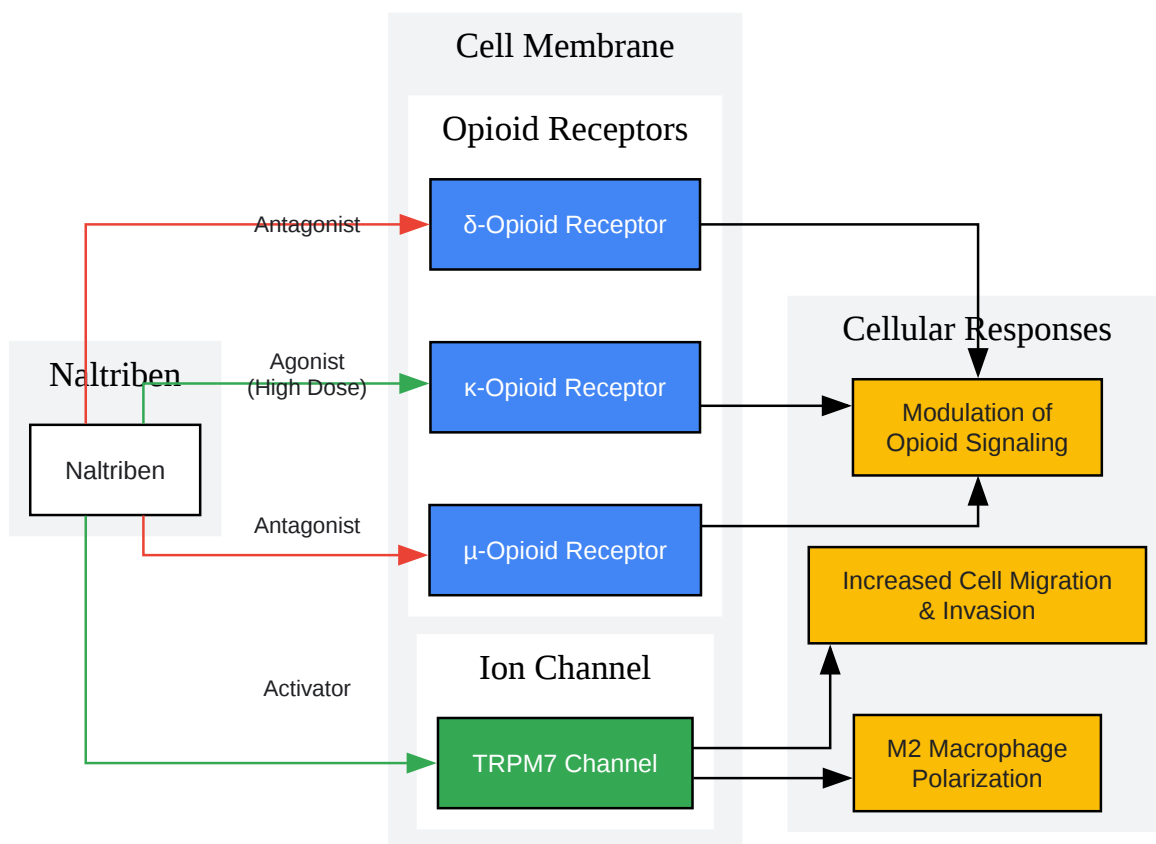 Cell Membrane
Opioid Receptors
Antagonist
δ-Opioid Receptor
Cellular Responses
Naltriben
Agonist
(High Dose)
κ-Opioid Receptor
Modulation of
Opioid Signaling
Naltriben
Antagonist
μ-Opioid Receptor
Increased Cell Migration
& Invasion
Ion Channel
Activator
TRPM7 Channel
M2 Macrophage
Polarization